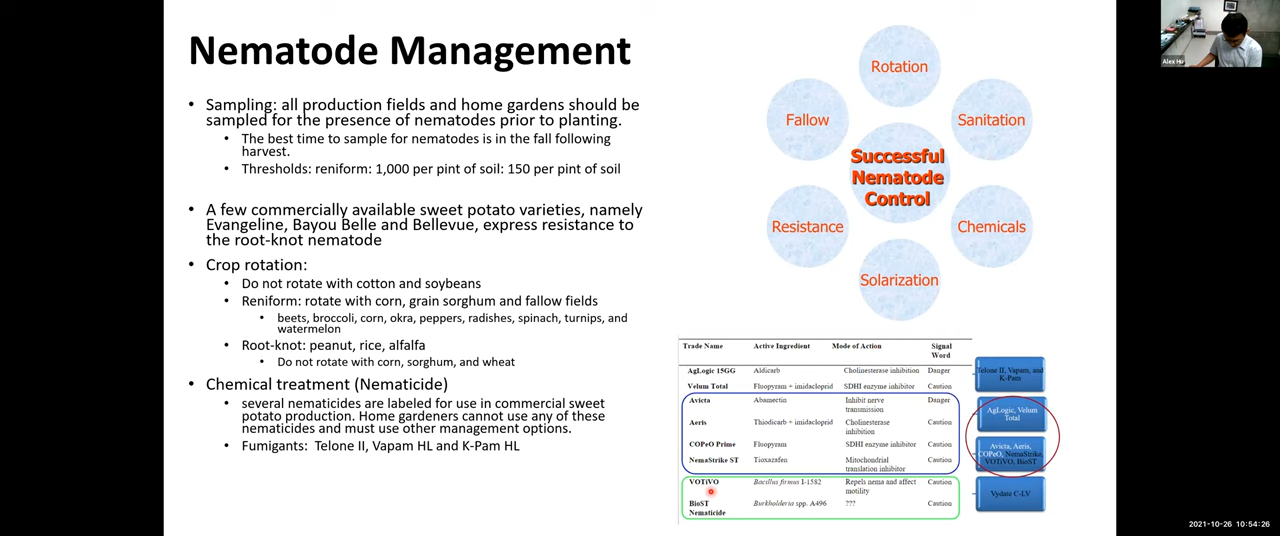 Nematode Management
• Sampling: all production fields and home gardens should be
sampled for the presence of nematodes prior to planting.
• The best time to sample for nematodes is in the fall following
harvest.
• Thresholds: reniform: 1,000 per pint of soil: 150 per pint of soil
• A few commercially available sweet potato varieties, namely
Evangeline, Bayou Belle and Bellevue, express resistance to
the root-knot nematode
• Crop rotation:
• Do not rotate with cotton and soybeans
• Reniform: rotate with corn, grain sorghum and fallow fields
• beets, broccoli, corn, okra, peppers, radishes, spinach, turnips, and
watermelon
• Root-knot: peanut, rice, alfalfa
• Do not rotate with corn, sorghum, and wheat
• Chemical treatment (Nematicide)
• several nematicides are labeled for use in commercial sweet
potato production. Home gardeners cannot use any of these
nematicides and must use other management options.
• Fumigants: Telone II, Vapam HL and K-Pam HL
Rotation
Fallow
Sanitation
Successful
Nematode
Control
Resistance
Chemicals
Solarization
Trade Name Active Ingredient Mode of Action Signal
Word
AgLogic 15GG Aldicarb Cholinesterase inhibition Danger
Velum Total Fluopyram + imidacloprid SDHI enzyme inhibitor Caution
Avicta Abamectin Inhibit nerve Danger
transmission
Aeris Thiodicarb + imidacloprid Cholinesterase Caution
inhibition
COPeO Prime Fluopyram SDHI enzyme inhibitor Caution
NemaStrike ST Tioxazafen Mitochondrial Caution
translation inhibitor
VOTiVO Bacillus firmus I-1582 Repels nema and affect Caution
motility
BioST Burkholderia spp. A496 ??? Caution
Nematicide
Telone II, Vapam, and
K-Pam
AgLogic, Velum
Total
Avicta, Aeris,
COPeO, NemaStrike,
VOTiVO, BioST
Vydate C-LV
Alex Hu
2021-10-26 10:54:26